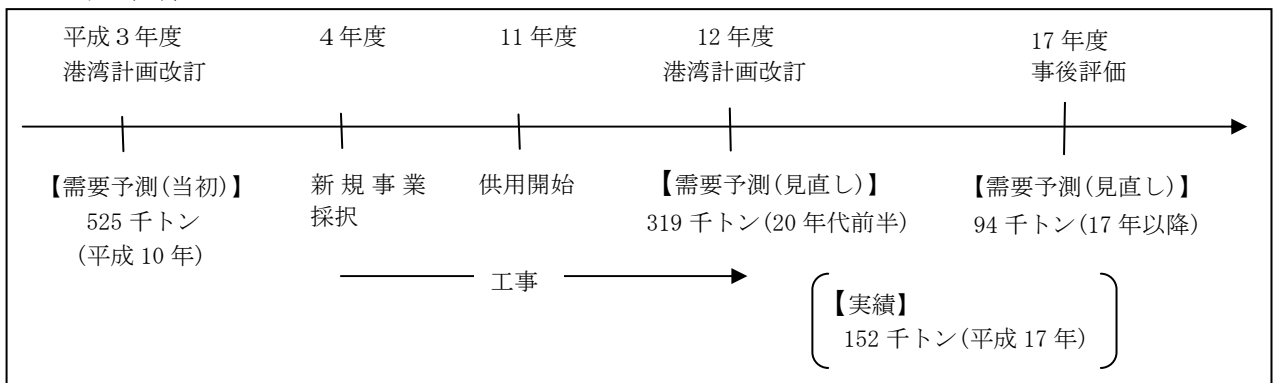 平成３年度
港湾計画改訂
４年度
11 年度
12 年度
港湾計画改訂
17 年度
事後評価
【需要予測(当初)】
525 千トン
(平成 10 年)
新 規 事 業
採択
供用開始
【需要予測(見直し)】
319 千トン(20 年代前半)
【需要予測(見直し)】
94 千トン(17 年以降)
工事
【実績】
152 千トン(平成 17 年)